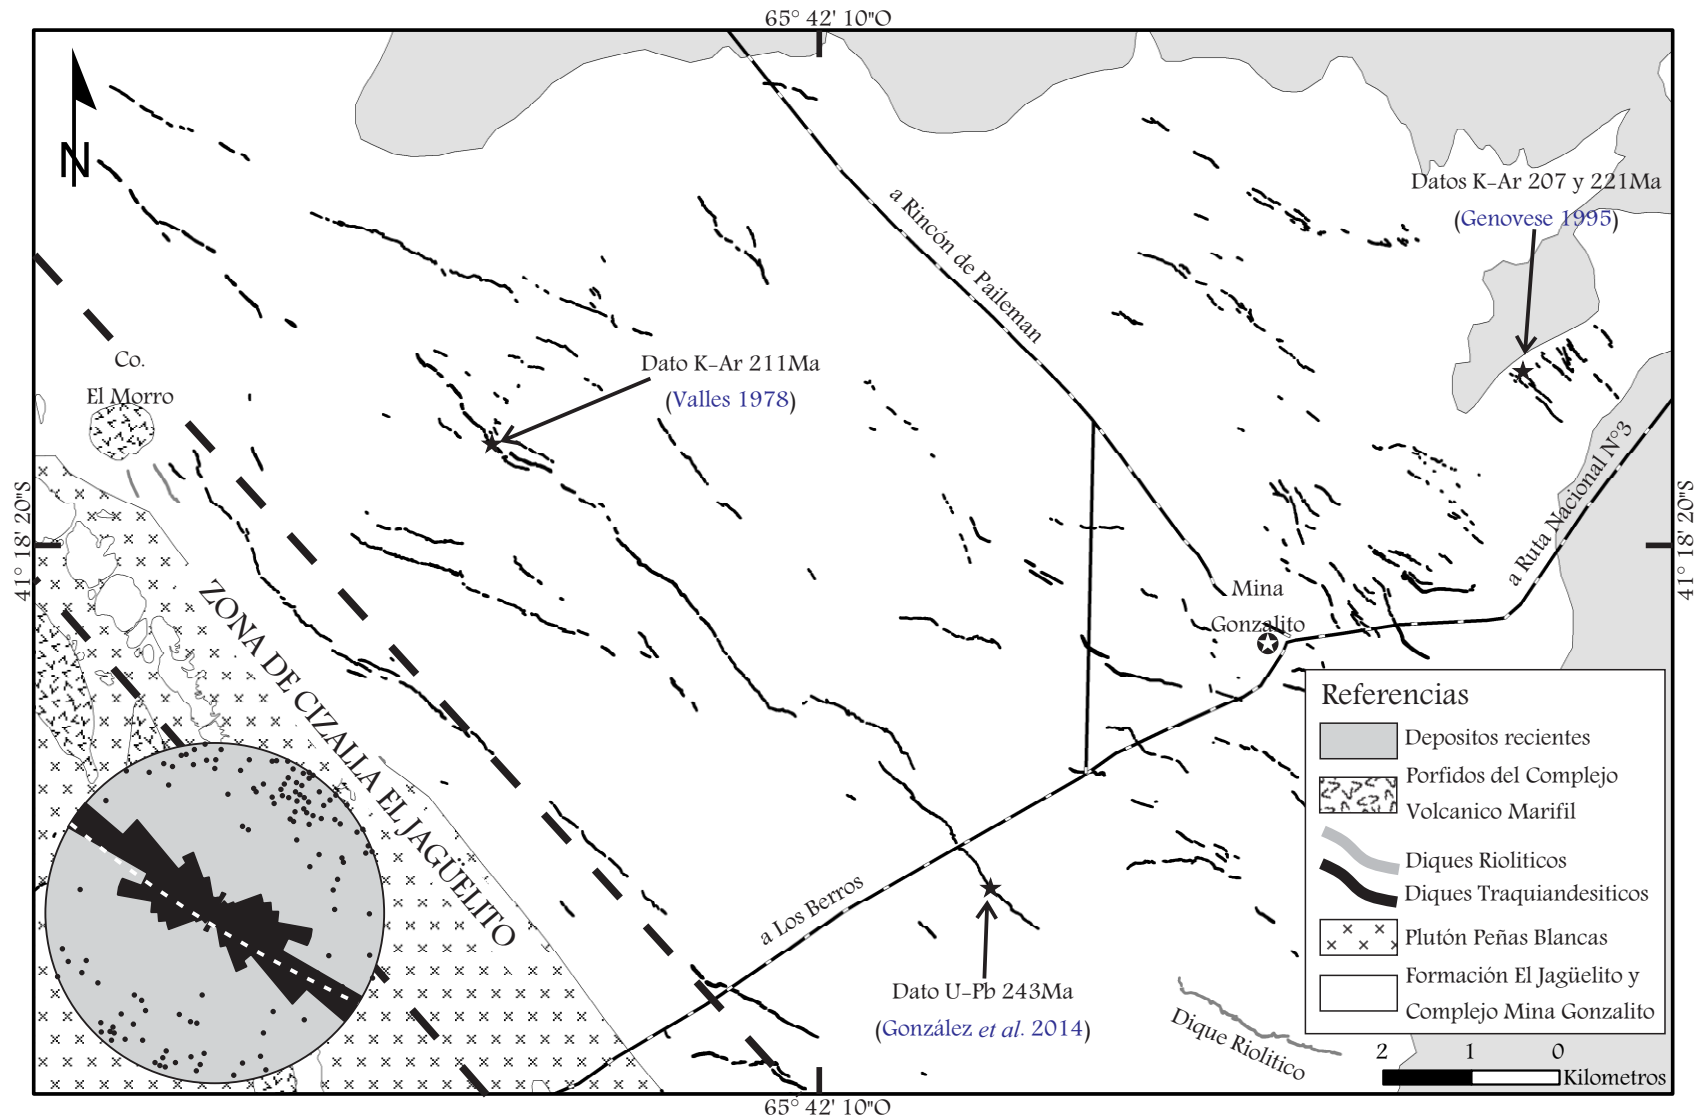 65° 42' 10"O
N
Datos K-Ar 207 y 221Ma
(Genovese 1995)
a Rincón de Paileman
Co.
El Morro
Dato K-Ar 211Ma
(Valles 1978)
a Ruta Nacional N°3
41° 18' 20"S
41° 18' 20"S
Mina
Gonzalito
ZONA DE CIZALLA EL JAGÜELITO
a Los Berros
Dato U-Pb 243Ma
(González et al. 2014)
Dique Riolitico
Referencias
Depositos recientes
Porfidos del Complejo
Volcanico Marifil
Diques Rioliticos
Diques Traquiandesiticos
Plutón Peñas Blancas
Formación El Jagüelito y
Complejo Mina Gonzalito
2 1 0
Kilometros
65° 42' 10"O